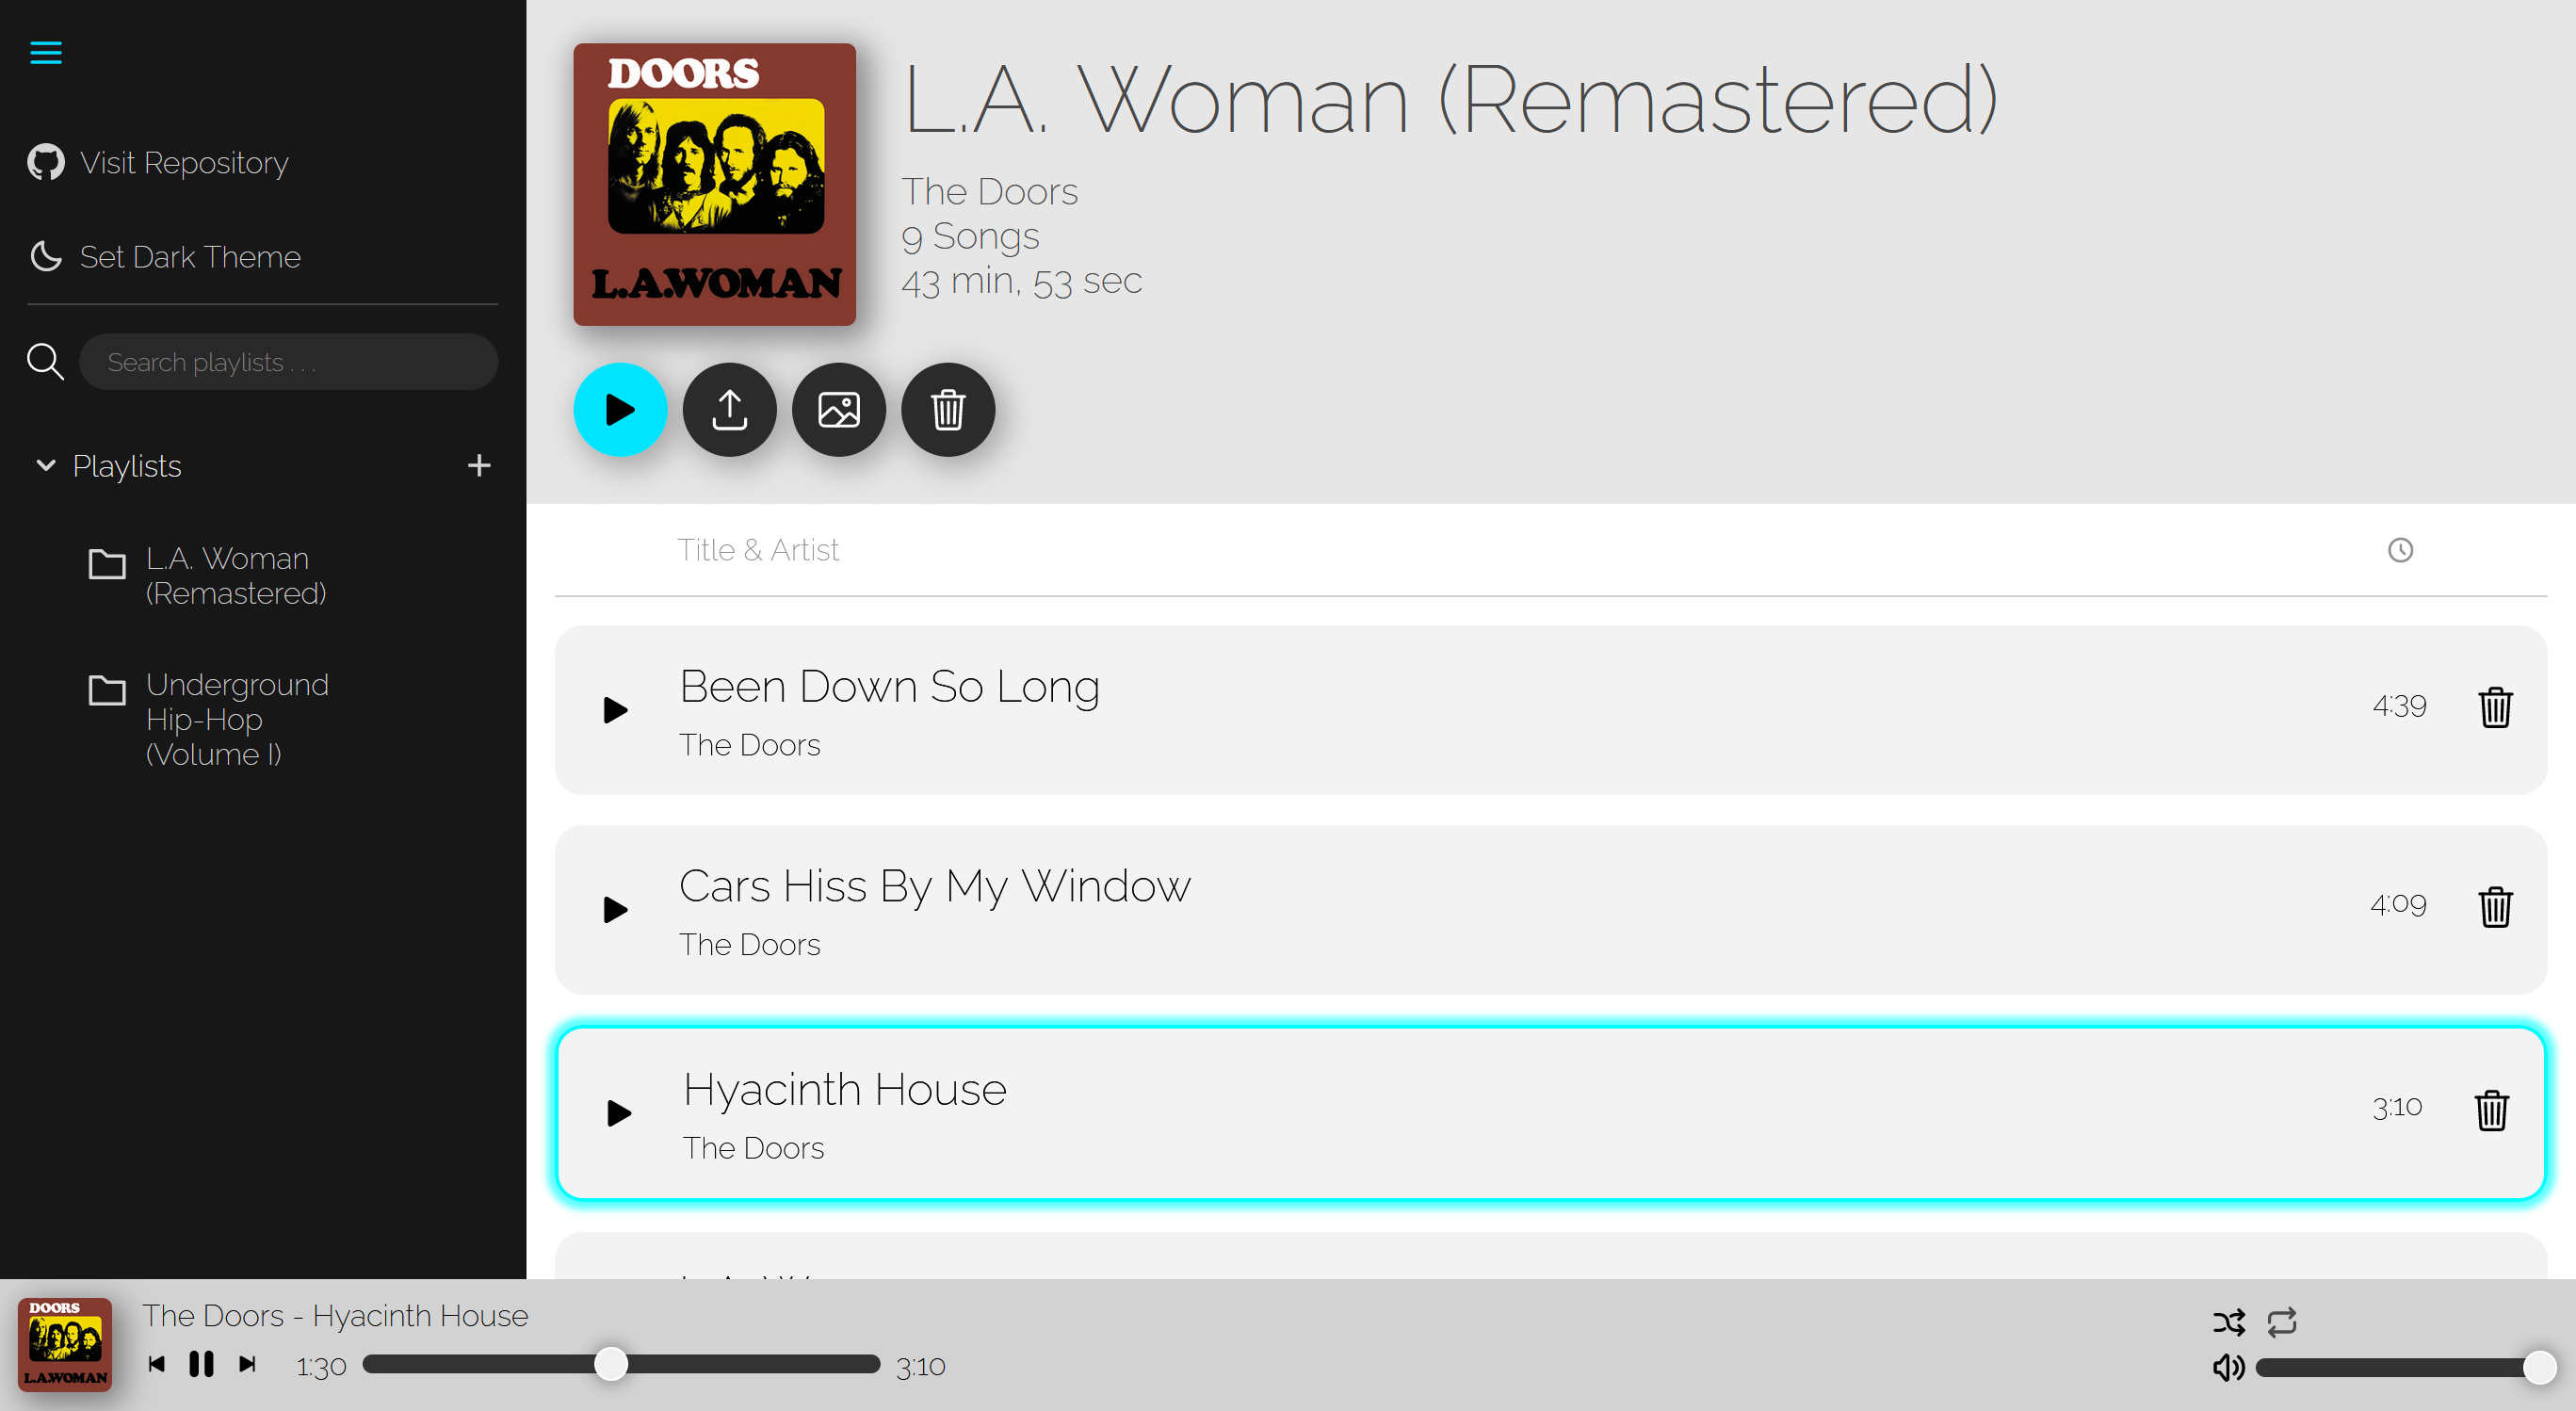 Visit Repository
Set Dark Theme
Search playlists . . .
Playlists
L.A. Woman
(Remastered)
Underground
Hip-Hop
(Volume I)
DOORS
L.A.WOMAN
L.A. Woman (Remastered)
The Doors
9 Songs
43 min, 53 sec
Title & Artist
Been Down So Long
The Doors
4:39
Cars Hiss By My Window
The Doors
4:09
Hyacinth House
The Doors
3:10
DOORS
L.A.WOMAN
The Doors - Hyacinth House
1:30
3:10